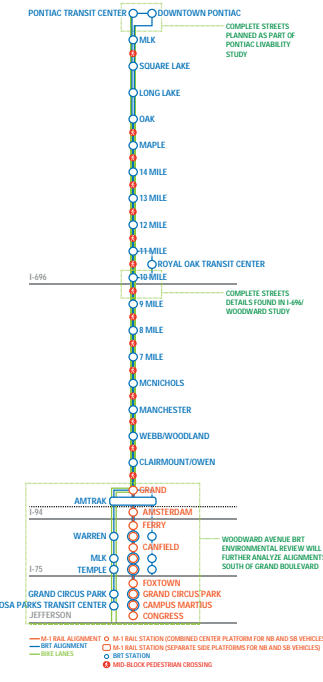 PONTIAC TRANSIT CENTER
DOWNTOWN PONTIAC
COMPLETE STREETS
PLANNED AS PART OF
PONTIAC LIVABILITY
STUDY
MLK
SQUARE LAKE
LONG LAKE
OAK
MAPLE
14 MILE
13 MILE
12 MILE
11 MILE
ROYAL OAK TRANSIT CENTER
I-696
10 MILE
COMPLETE STREETS
DETAILS FOUND IN I-696/
WOODWARD STUDY
9 MILE
8 MILE
7 MILE
MCNICHOLS
MANCHESTER
WEBB/WOODLAND
CLAIRMOUNT/OWEN
GRAND
AMTRAK
I-94
AMSTERDAM
FERRY
WARREN
CANFIELD
WOODWARD AVENUE BRT
ENVIRONMENTAL REVIEW WILL
FURTHER ANALYZE ALIGNMENT
SOUTH OF GRAND BOULEVARD
MLK
I-75
TEMPLE
FOXTOWN
GRAND CIRCUS PARK
GRAND CIRCUS PARK
OSA PARKS TRANSIT CENTER
CAMPUS MARTIUS
JEFFERSON
CONGRESS
M-1 RAIL ALIGNMENT
M-1 RAIL STATION (COMBINED CENTER PLATFORM FOR NB AND SB VEHICLE
BRT ALIGNMENT
M-1 RAIL STATION (SEPARATE SIDE PLATFORMS FOR NB AND SB VEHICLES)
BIKE LANES
BRT STATION
MID-BLOCK PEDESTRIAN CROSSING